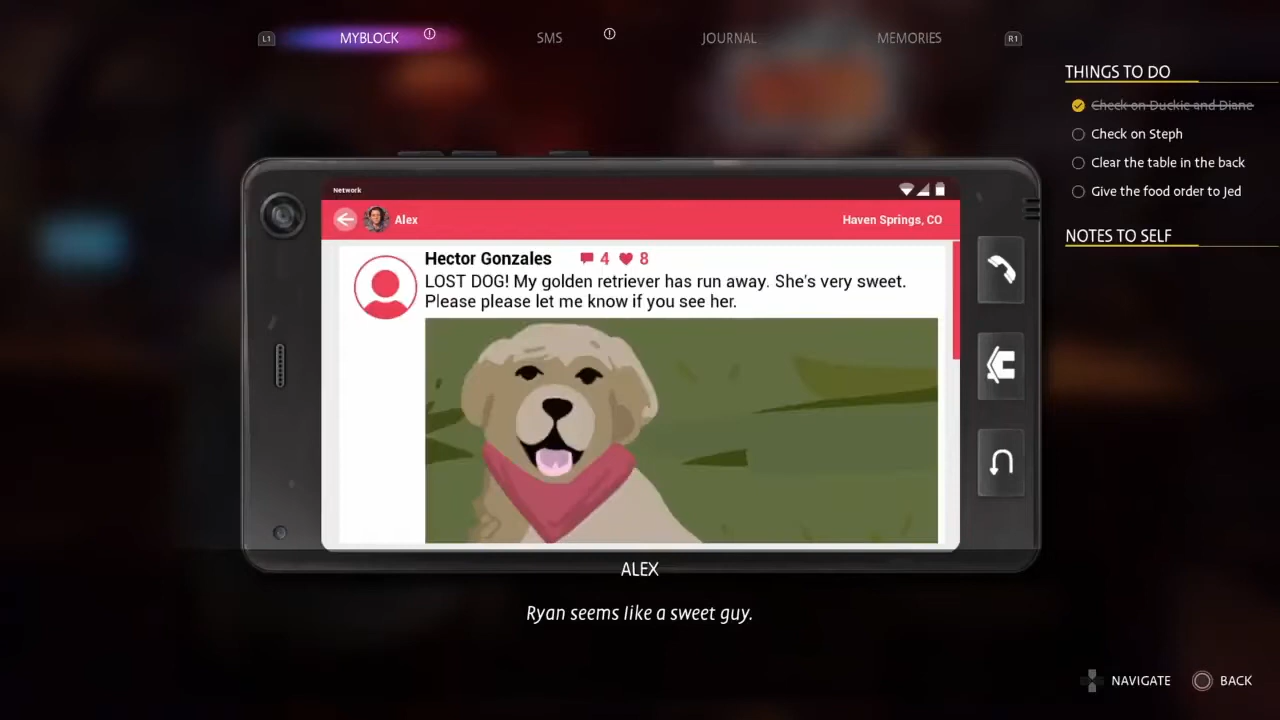 L1
MYBLOCK
SMS
JOURNAL
MEMORIES
R1
THINGS TO DO
Check on Duckie and Diane
Check on Steph
Clear the table in the back
Give the food order to Jed
NOTES TO SELF
Network
Alex
Haven Springs, CO
Hector Gonzales 4 8
LOST DOG! My golden retriever has run away. She's very sweet.
Please please let me know if you see her.
ALEX
Ryan seems like a sweet guy.
NAVIGATE
BACK